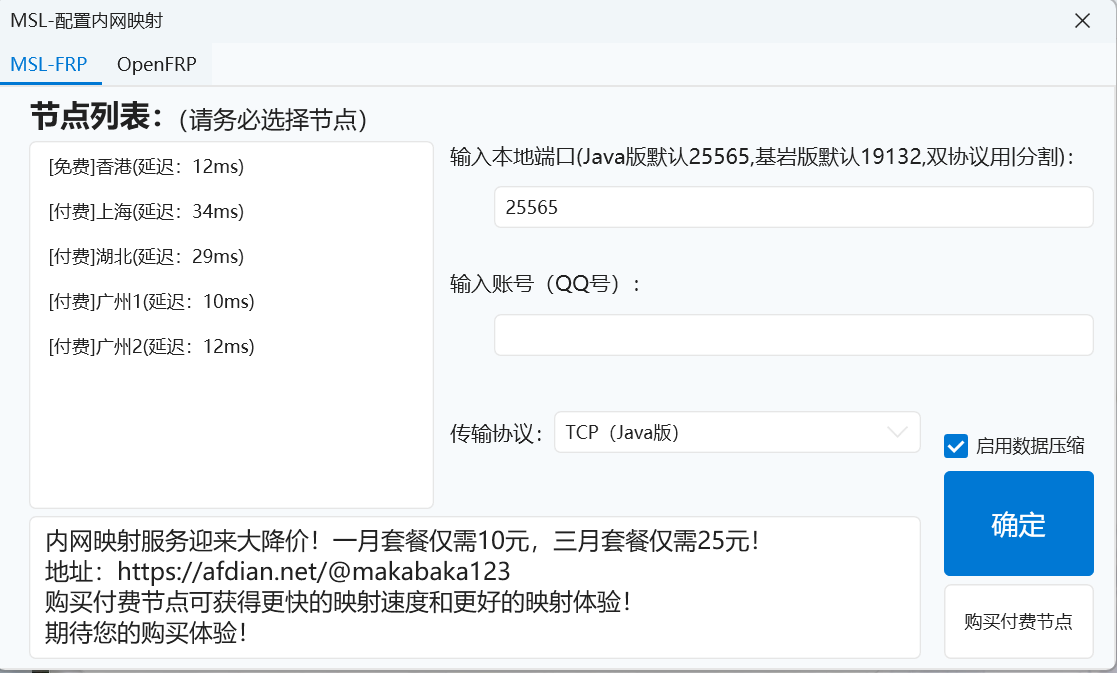 MSL-配置内网映射
MSL-FRP
OpenFRP
节点列表：（请务必选择节点）
[免费]香港(延迟：12ms)
[付费]上海(延迟：34ms)
[付费]湖北(延迟：29ms)
[付费]广州1(延迟：10ms)
[付费]广州2(延迟：12ms)
输入本地端口(Java版默认25565,基岩版默认19132,双协议用|分割)：
25565
输入账号（QQ号）：
传输协议：
TCP（Java版）
启用数据压缩
确定
内网映射服务迎来大降价！一月套餐仅需10元，三月套餐仅需25元！
地址：https://afdian.net/@makabaka123
购买付费节点可获得更快的映射速度和更好的映射体验！
期待您的购买体验！
购买付费节点